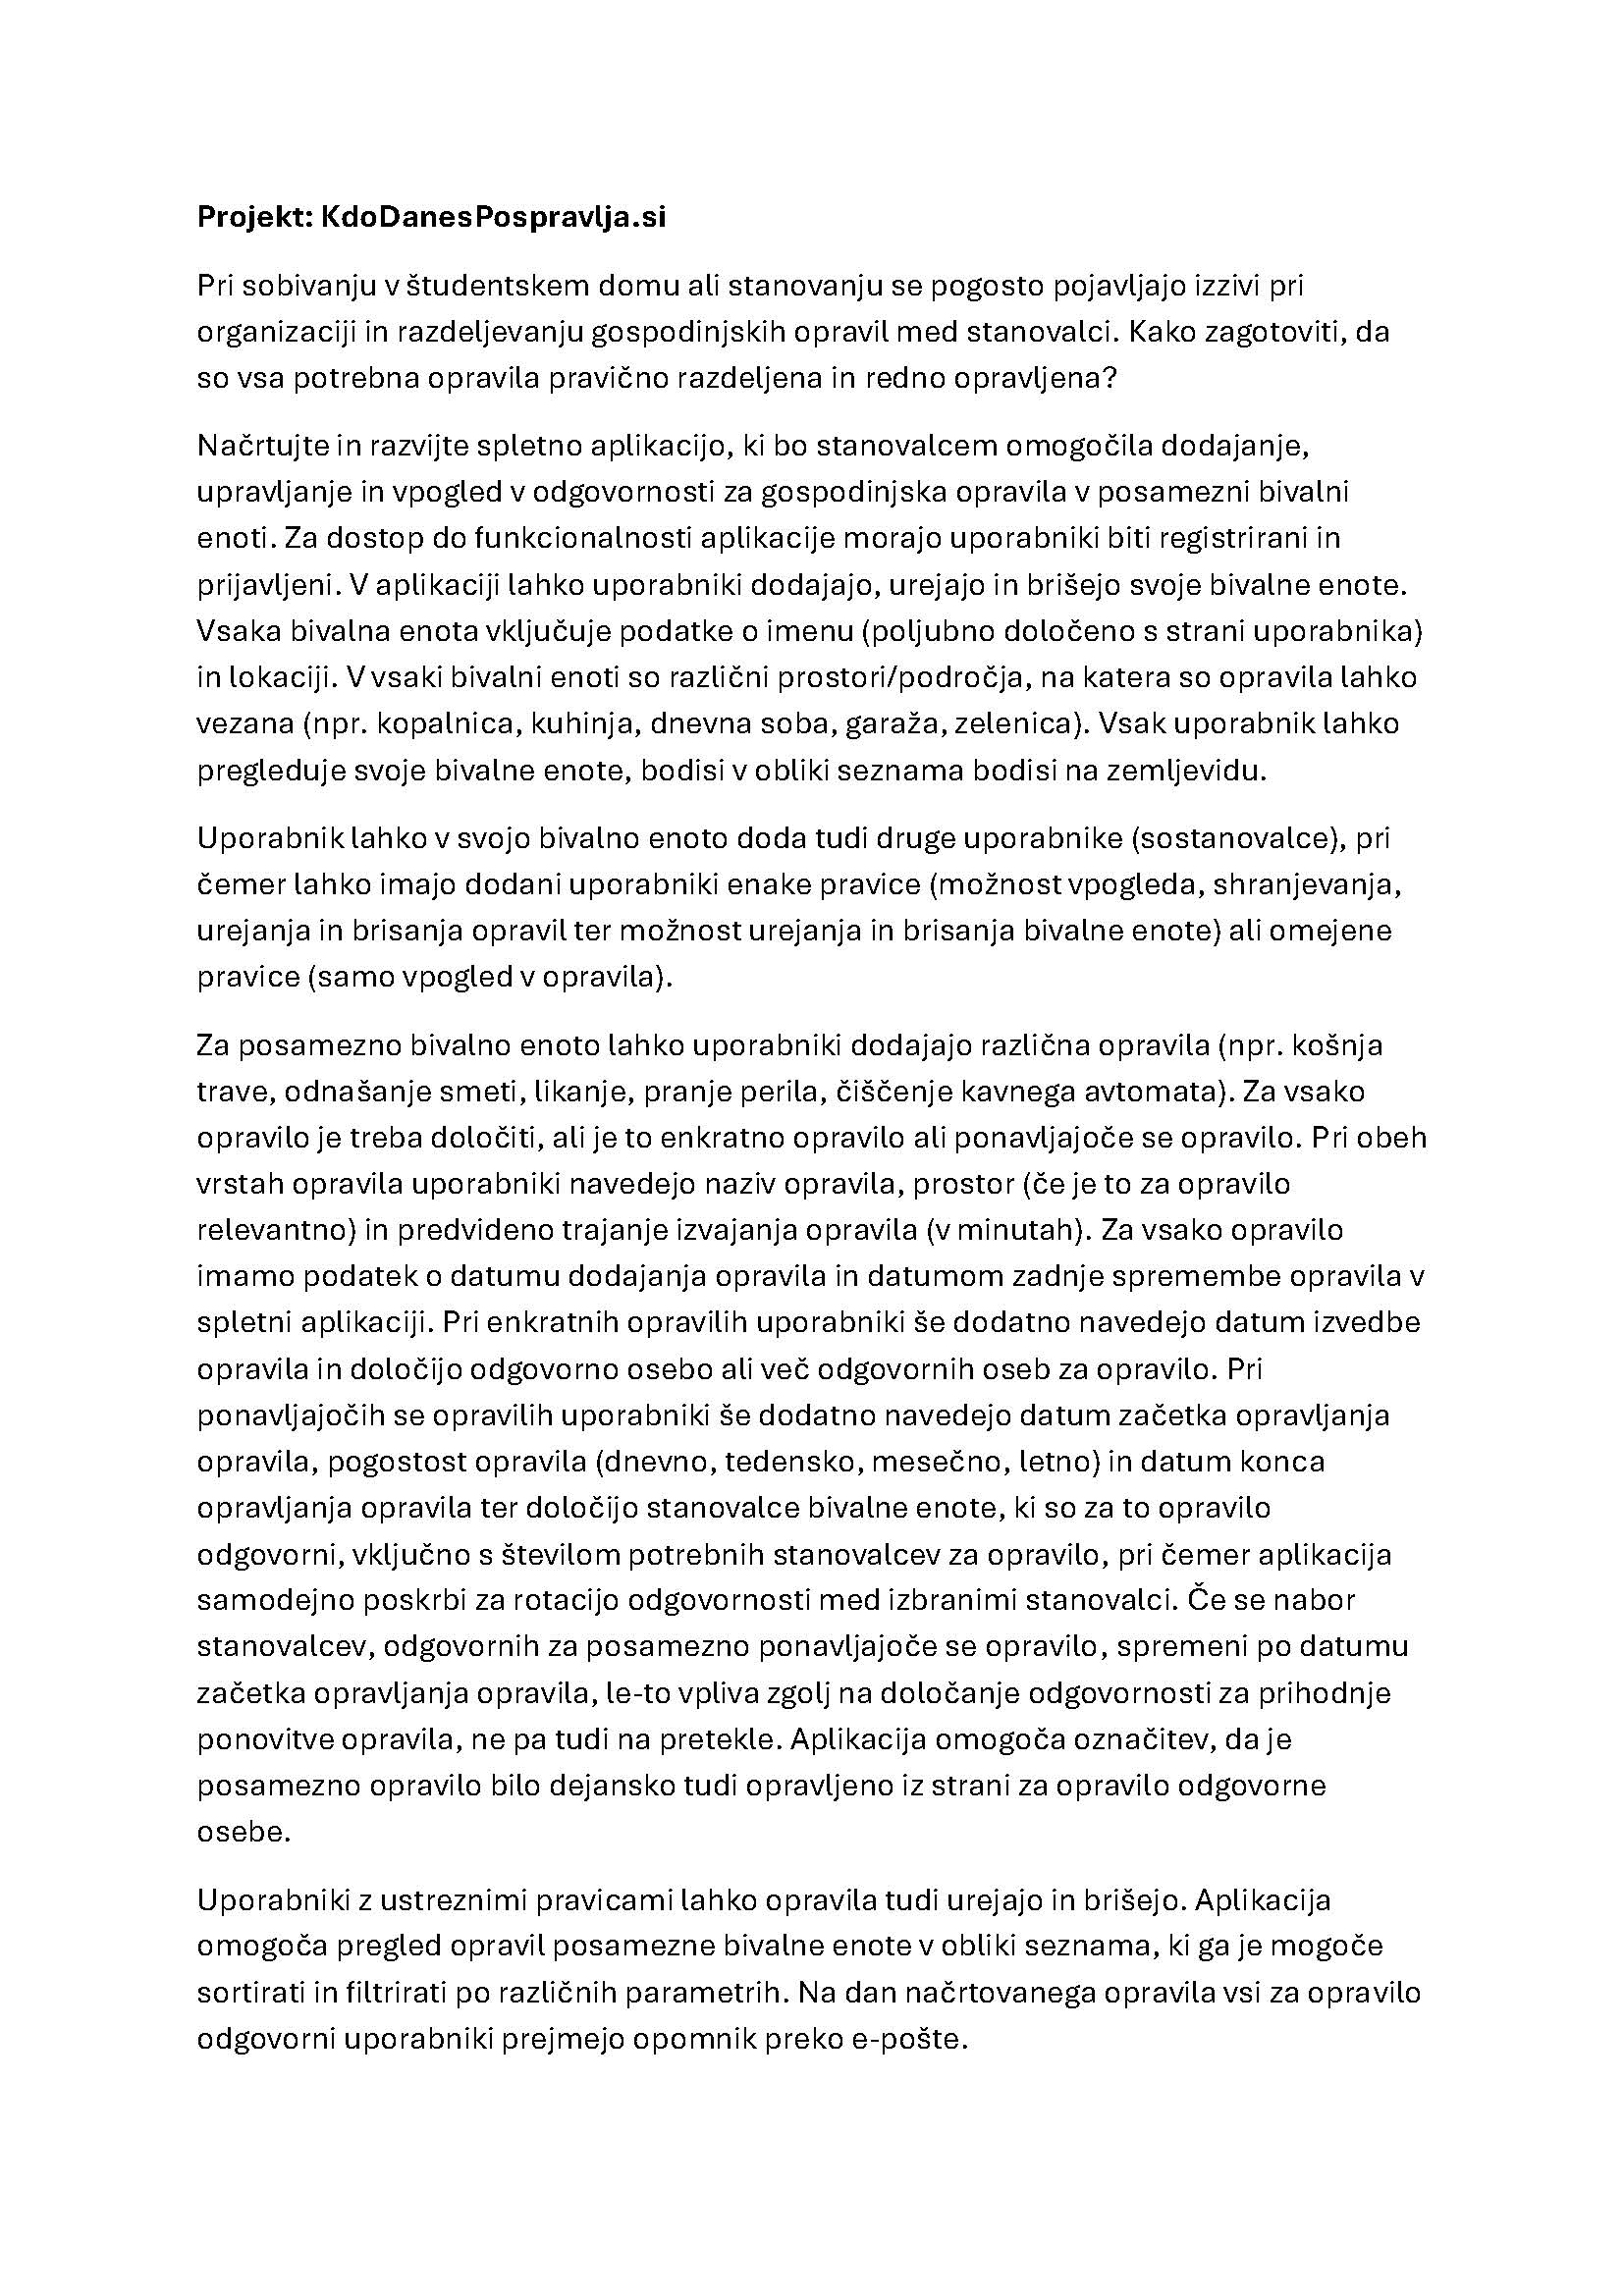 Projekt: KdoDanesPospravlja.si
Pri sobivanju v študentskem domu ali stanovanju se pogosto pojavljajo izzivi pri
organizaciji in razdeljevanju gospodinjskih opravil med stanovalci. Kako zagotoviti, da
so vsa potrebna opravila pravično razdeljena in redno opravljena?
Načrtujte in razvijte spletno aplikacijo, ki bo stanovalcem omogočila dodajanje,
upravljanje in vpogled v odgovornosti za gospodinjska opravila v posamezni bivalni
enoti. Za dostop do funkcionalnosti aplikacije morajo uporabniki biti registrirani in
prijavljeni. V aplikaciji lahko uporabniki dodajajo, urejajo in brišejo svoje bivalne enote.
Vsaka bivalna enota vključuje podatke o imenu (poljubno določeno s strani uporabnika)
in lokaciji. V vsaki bivalni enoti so različni prostori/področja, na katera so opravila lahko
vezana (npr. kopalnica, kuhinja, dnevna soba, garaža, zelenica). Vsak uporabnik lahko
pregleduje svoje bivalne enote, bodisi v obliki seznama bodisi na zemljevidu.
Uporabnik lahko v svojo bivalno enoto doda tudi druge uporabnike (sostanovalce), pri
čemer lahko imajo dodani uporabniki enake pravice (možnost vpogleda, shranjevanja,
urejanja in brisanja opravil ter možnost urejanja in brisanja bivalne enote) ali omejene
pravice (samo vpogled v opravila).
Za posamezno bivalno enoto lahko uporabniki dodajajo različna opravila (npr. košnja
trave, odnašanje smeti, likanje, pranje perila, čiščenje kavnega avtomata). Za vsako
opravilo je treba določiti, ali je to enkratno opravilo ali ponavljajoče se opravilo. Pri obeh
vrstah opravila uporabniki navedejo naziv opravila, prostor (če je to za opravilo
relevantno) in predvideno trajanje izvajanja opravila (v minutah). Za vsako opravilo
imamo podatek o datumu dodajanja opravila in datumom zadnje spremembe opravila v
spletni aplikaciji. Pri enkratnih opravilih uporabniki še dodatno navedejo datum izvedbe
opravila in določijo odgovorno osebo ali več odgovornih oseb za opravilo. Pri
ponavljajočih se opravilih uporabniki še dodatno navedejo datum začetka opravljanja
opravila, pogostost opravila (dnevno, tedensko, mesečno, letno) in datum konca
opravljanja opravila ter določijo stanovalce bivalne enote, ki so za to opravilo
odgovorni, vključno s številom potrebnih stanovalcev za opravilo, pri čemer aplikacija
samodejno poskrbi za rotacijo odgovornosti med izbranimi stanovalci. Če se nabor
stanovalcev, odgovornih za posamezno ponavljajoče se opravilo, spremeni po datumu
začetka opravljanja opravila, le-to vpliva zgolj na določanje odgovornosti za prihodnje
ponovitve opravila, ne pa tudi na pretekle. Aplikacija omogoča označitev, da je
posamezno opravilo bilo dejansko tudi opravljeno iz strani za opravilo odgovorne
osebe.
Uporabniki z ustreznimi pravicami lahko opravila tudi urejajo in brišejo. Aplikacija
omogoča pregled opravil posamezne bivalne enote v obliki seznama, ki ga je mogoče
sortirati in filtrirati po različnih parametrih. Na dan načrtovanega opravila vsi za opravilo
odgovorni uporabniki prejmejo opomnik preko e-pošte.